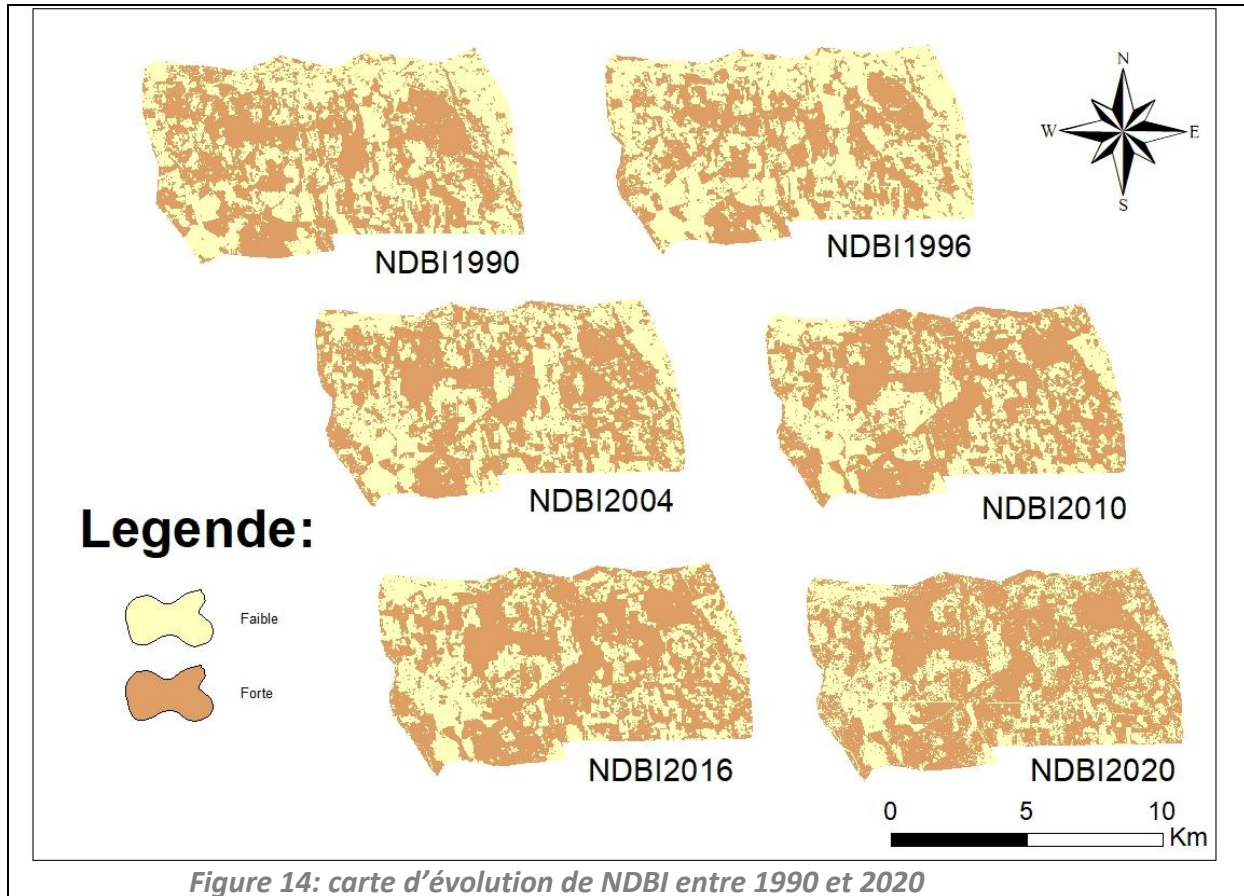 N
W E
S
NDBI1990
NDBI1996
NDBI2004
NDBI2010
Legende:
Faible
Forte
NDBI2016
NDBI2020
0 5 10
Km
Figure 14: carte d'évolution de NDBI entre 1990 et 2020